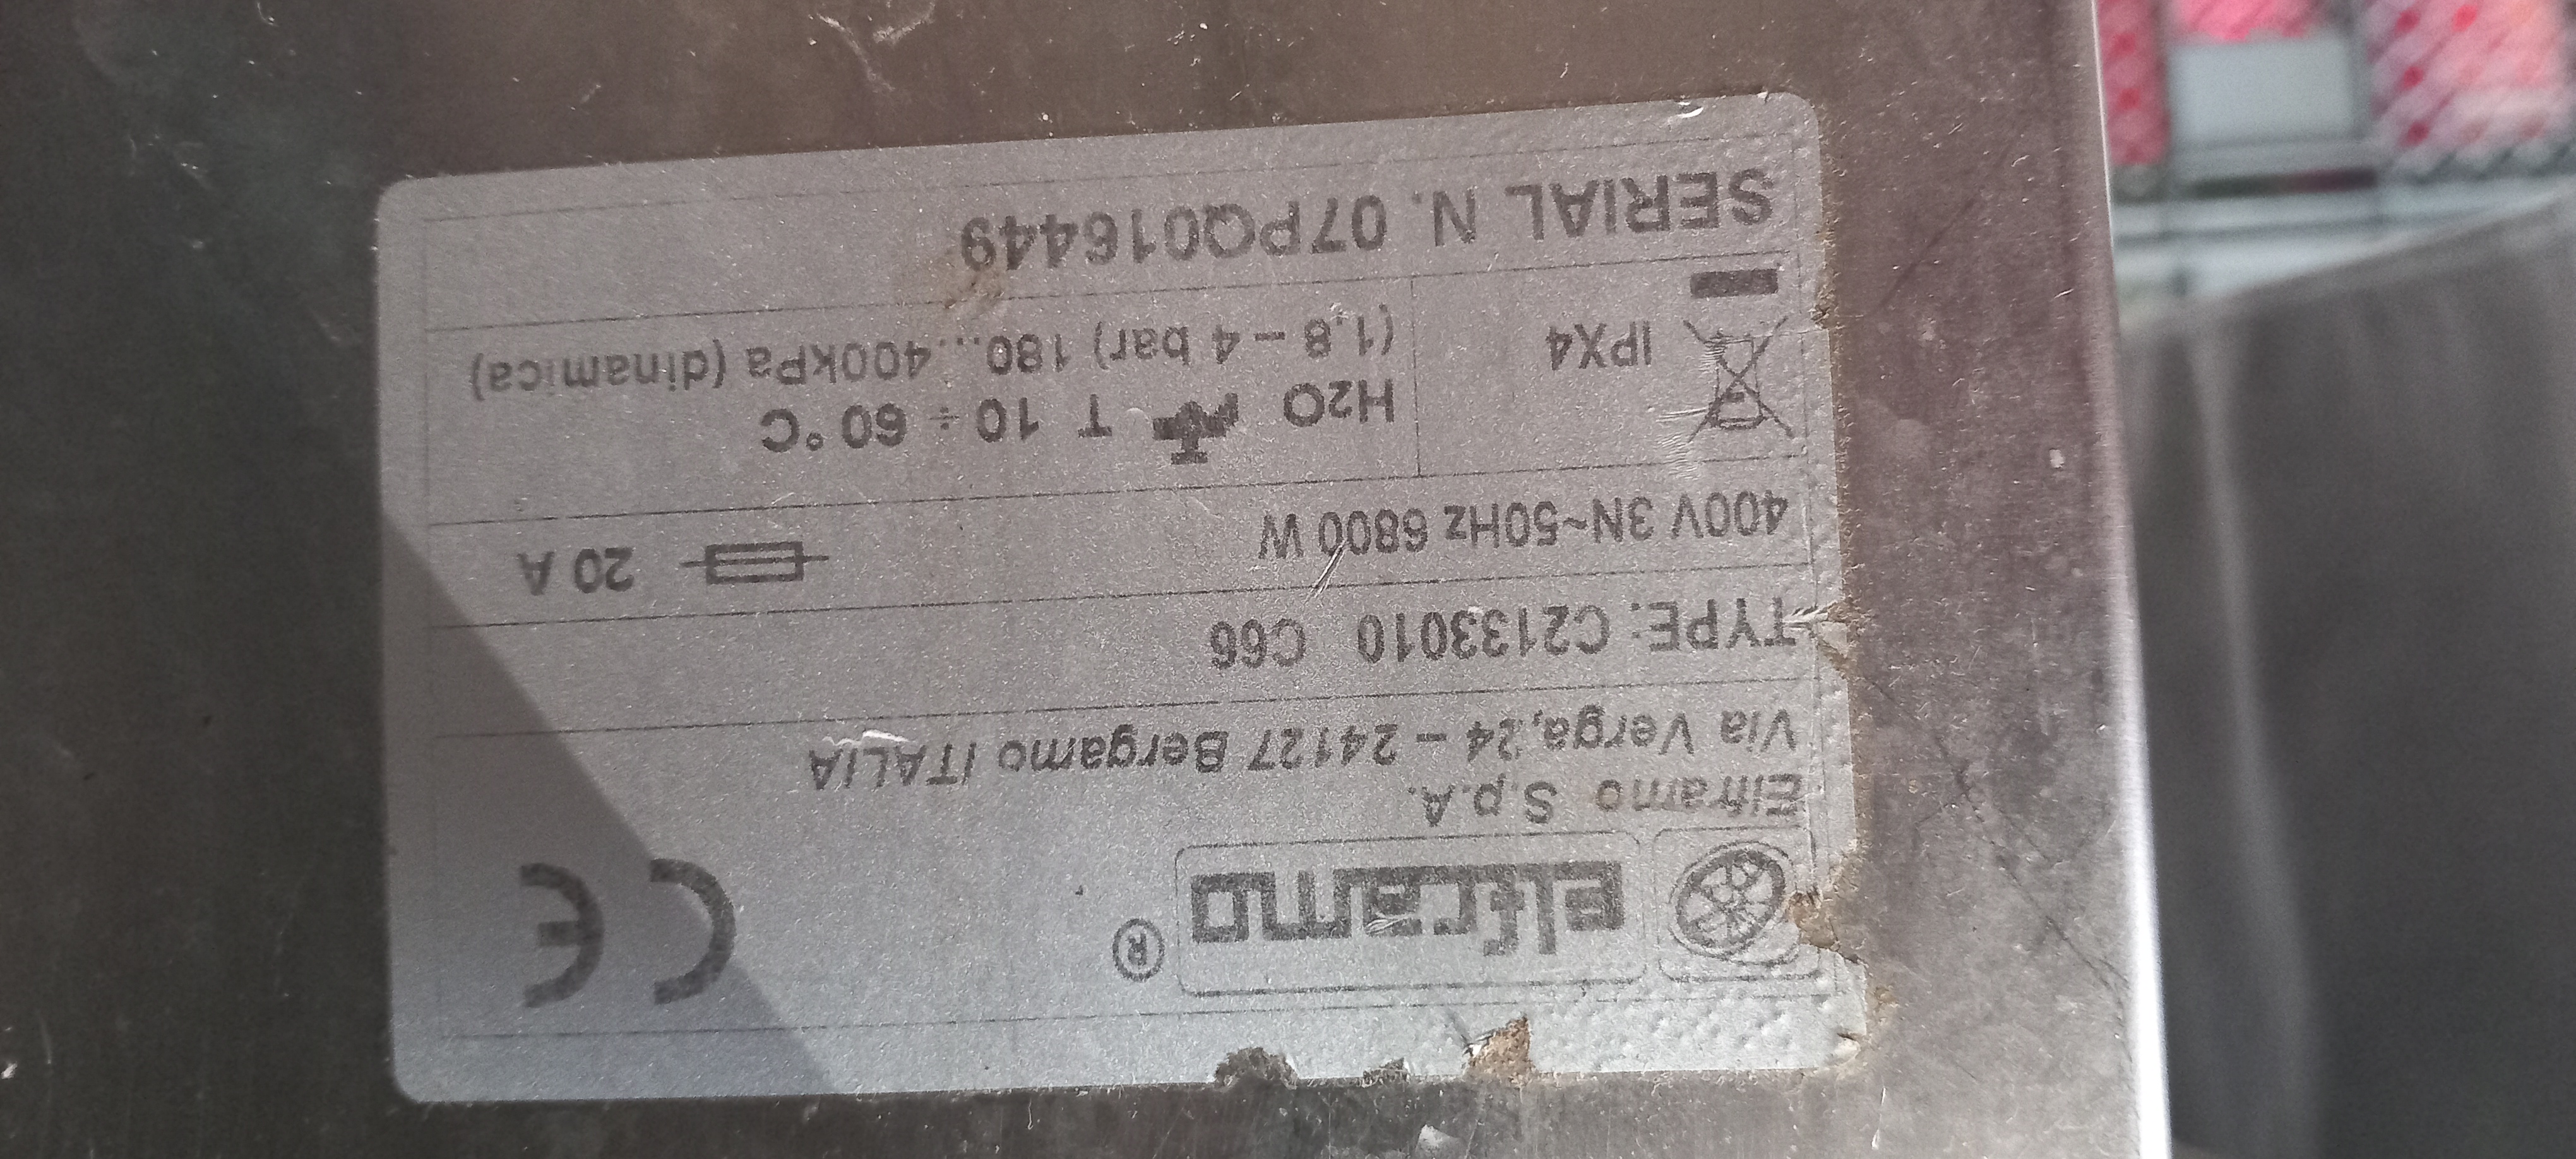 elframo ®
CE
Elframo S.p.A.
Via Verga,24 – 24127 Bergamo ITALIA
TYPE: C2133010 C66
400V 3N~50Hz 6800 W 20 A
IPX4
H2O T 10 ÷ 60 °C
(1,8 – 4 bar) 180...400kPa (dinamica)
SERIAL N. 07PQ016449